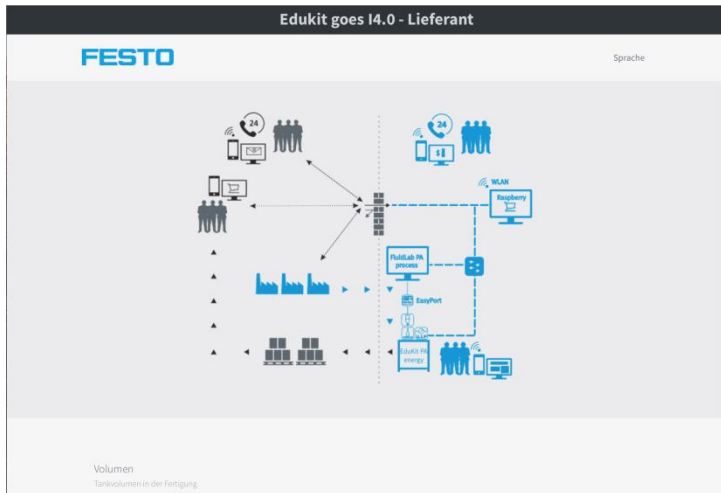 Edukit goes I4.0 - Lieferant
FESTO
Sprache
24
24
$
WLAN
Raspberry
FluidLab PA
process
EasyPort
EduKit PA
energy
Volumen
Tankvolumen in der Fertigung